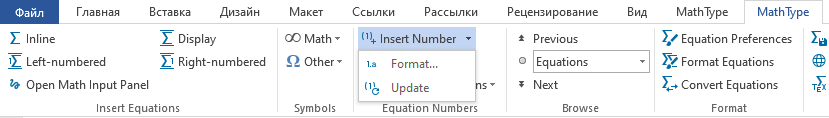 Файл Главная Вставка Дизайн Макет Ссылки Рассылки Рецензирование Вид MathType MathType
Σ Inline Σ Display Math Insert Number Previous Equation Preferences
Left-numbered Right-numbered Ω Other Format... Equations Format Equations
Open Math Input Panel Update Next Convert Equations
Insert Equations Symbols Equation Numbers Browse Format